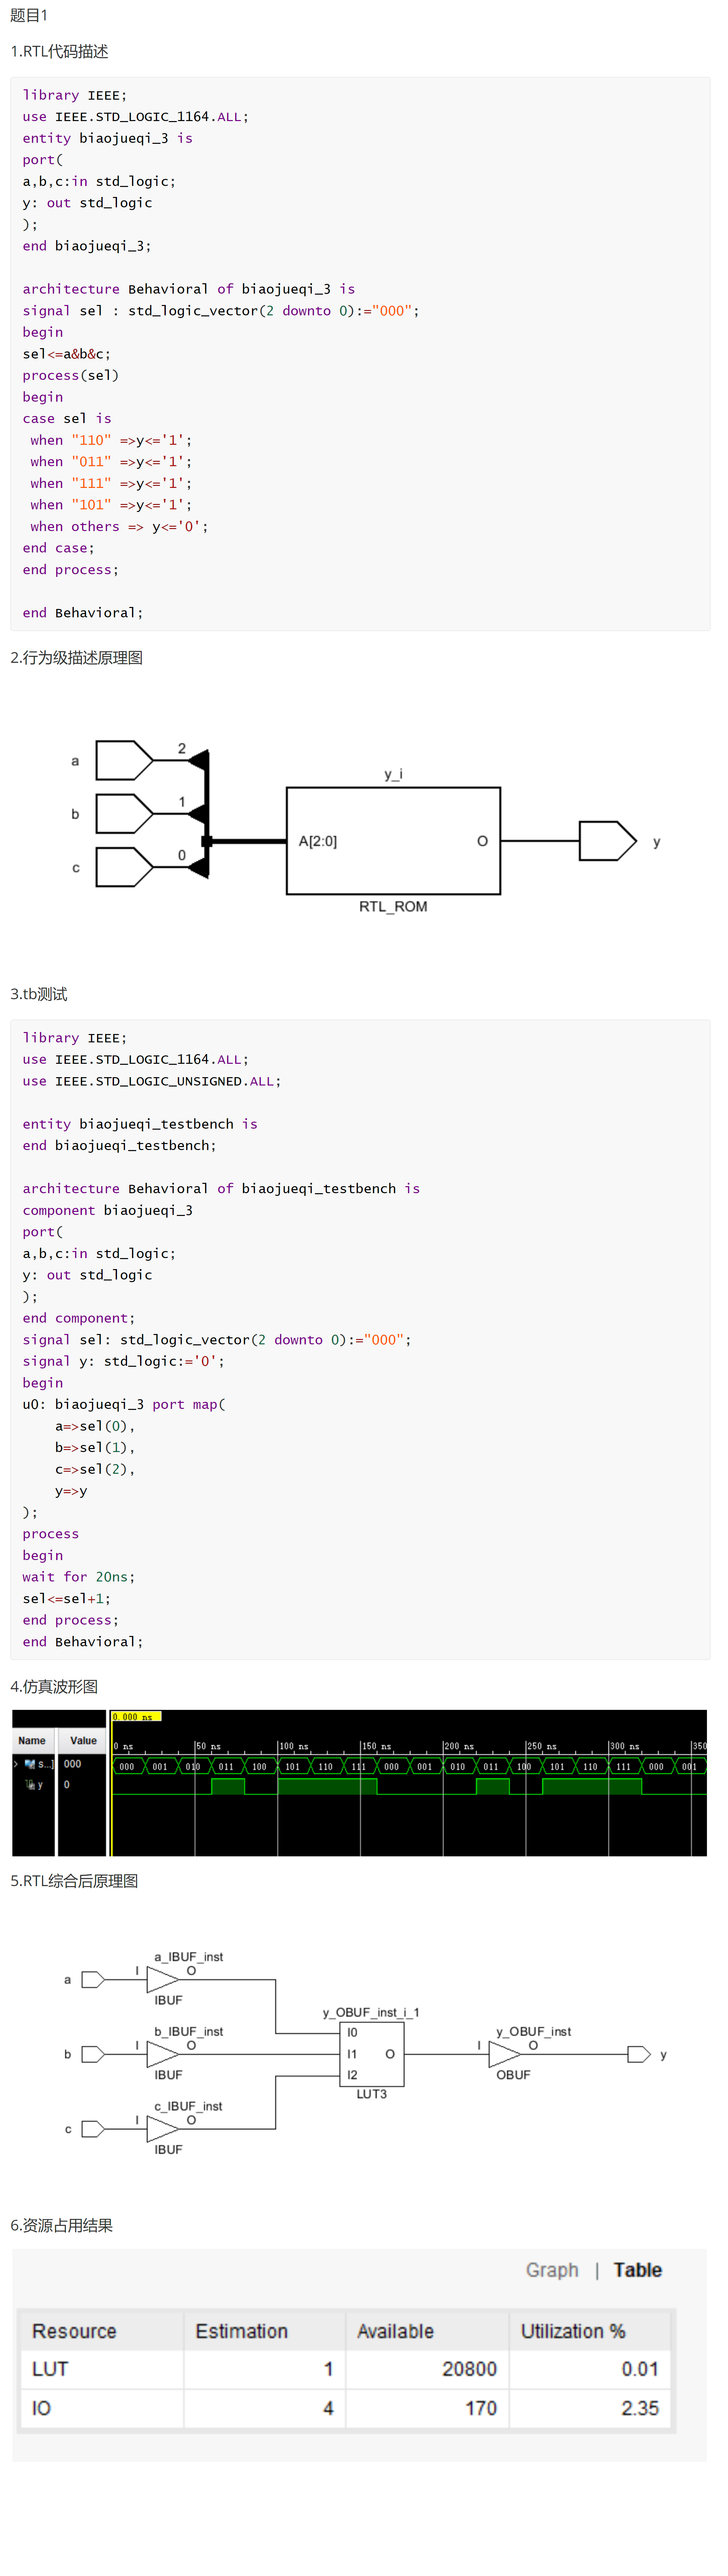 题目1
1.RTL代码描述
library IEEE;
use IEEE.STD_LOGIC_1164.ALL;
entity biaojueqi_3 is
port(
a,b,c:in std_logic;
y: out std_logic
);
end biaojueqi_3;
architecture Behavioral of biaojueqi_3 is
signal sel : std_logic_vector(2 downto 0):="000";
begin
sel<=a&b&c;
process(sel)
begin
case sel is
when "110" =>y<='1';
when "011" =>y<='1';
when "111" =>y<='1';
when "101" =>y<='1';
when others => y<='0';
end case;
end process;
end Behavioral;
2.行为级描述原理图
a
2
b
1
c
0
y_i
A[2:0]
O
RTL_ROM
y
3.tb测试
library IEEE;
use IEEE.STD_LOGIC_1164.ALL;
use IEEE.STD_LOGIC_UNSIGNED.ALL;
entity biaojueqi_testbench is
end biaojueqi_testbench;
architecture Behavioral of biaojueqi_testbench is
component biaojueqi_3
port(
a,b,c:in std_logic;
y: out std_logic
);
end component;
signal sel: std_logic_vector(2 downto 0):="000";
signal y: std_logic:='0';
begin
u0: biaojueqi_3 port map(
a=>sel(0),
b=>sel(1),
c=>sel(2),
y=>y
);
process
begin
wait for 20ns;
sel<=sel+1;
end process;
end Behavioral;
4.仿真波形图
0.000 ns
Name Value
0 ns 50 ns 100 ns 150 ns 200 ns 250 ns 300 ns 350
s...] 000 000 001 010 011 100 101 110 111 000 001 010 011 100 101 110 111 000 001
y 0
5.RTL综合后原理图
a_IBUF_inst
a I O
IBUF
b_IBUF_inst
b I O
IBUF
c_IBUF_inst
c I O
IBUF
y_OBUF_inst_i_1
I0
I1 O
I2
LUT3
y_OBUF_inst
I O y
OBUF
6.资源占用结果
Graph | Table
Resource Estimation Available Utilization %
LUT 1 20800 0.01
IO 4 170 2.35